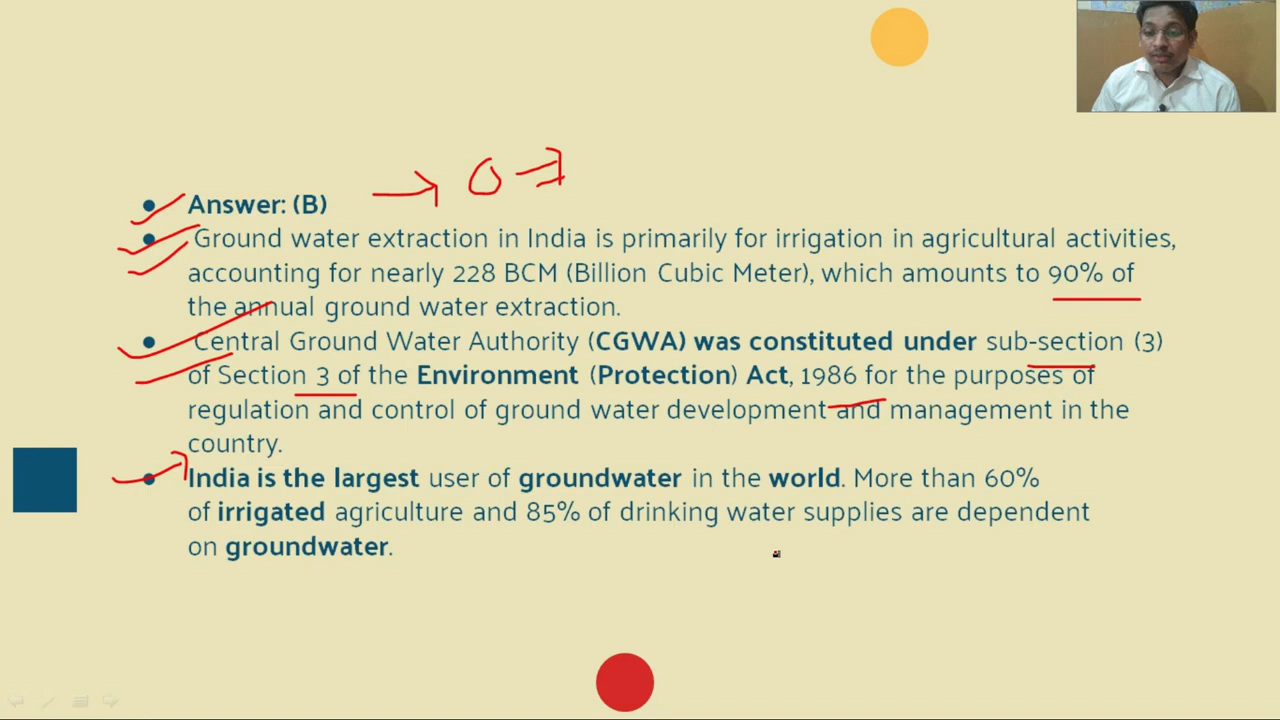 Answer: (B)
Ground water extraction in India is primarily for irrigation in agricultural activities,
accounting for nearly 228 BCM (Billion Cubic Meter), which amounts to 90% of
the annual ground water extraction.
Central Ground Water Authority (CGWA) was constituted under sub-section (3)
of Section 3 of the Environment (Protection) Act, 1986 for the purposes of
regulation and control of ground water development and management in the
country.
India is the largest user of groundwater in the world. More than 60%
of irrigated agriculture and 85% of drinking water supplies are dependent
on groundwater.